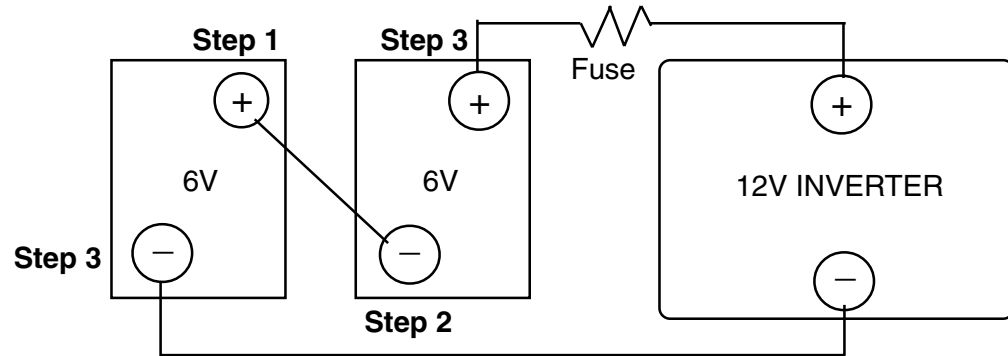 Step 1
Step 3
Fuse
+
+
+
6V
6V
12V INVERTER
Step 3
−
−
−
Step 2